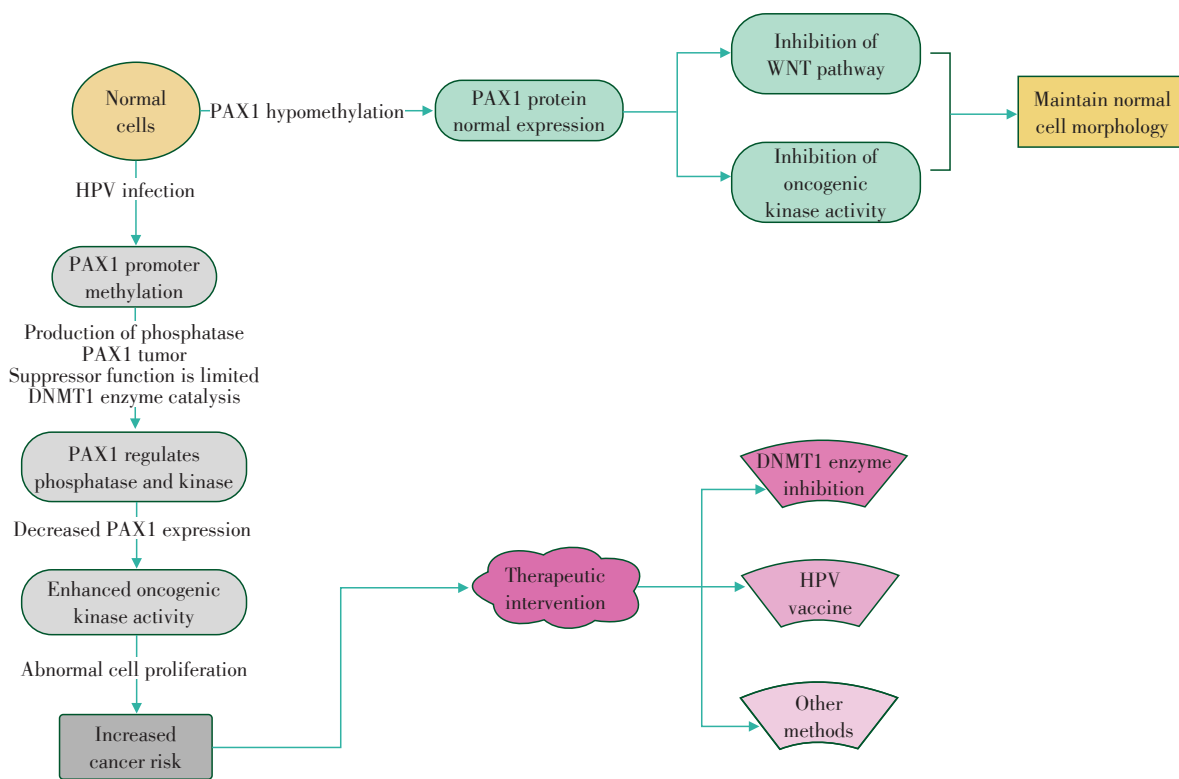 Normal
cells
PAX1 hypomethylation
PAX1 protein
normal expression
Inhibition of
WNT pathway
Inhibition of
oncogenic
kinase activity
Maintain normal
cell morphology
HPV infection
PAX1 promoter
methylation
Production of phosphatase
PAX1 tumor
Suppressor function is limited
DNMT1 enzyme catalysis
PAX1 regulates
phosphatase and kinase
Decreased PAX1 expression
Enhanced oncogenic
kinase activity
Abnormal cell proliferation
Increased
cancer risk
Therapeutic
intervention
DNMT1 enzyme
inhibition
HPV
vaccine
Other
methods